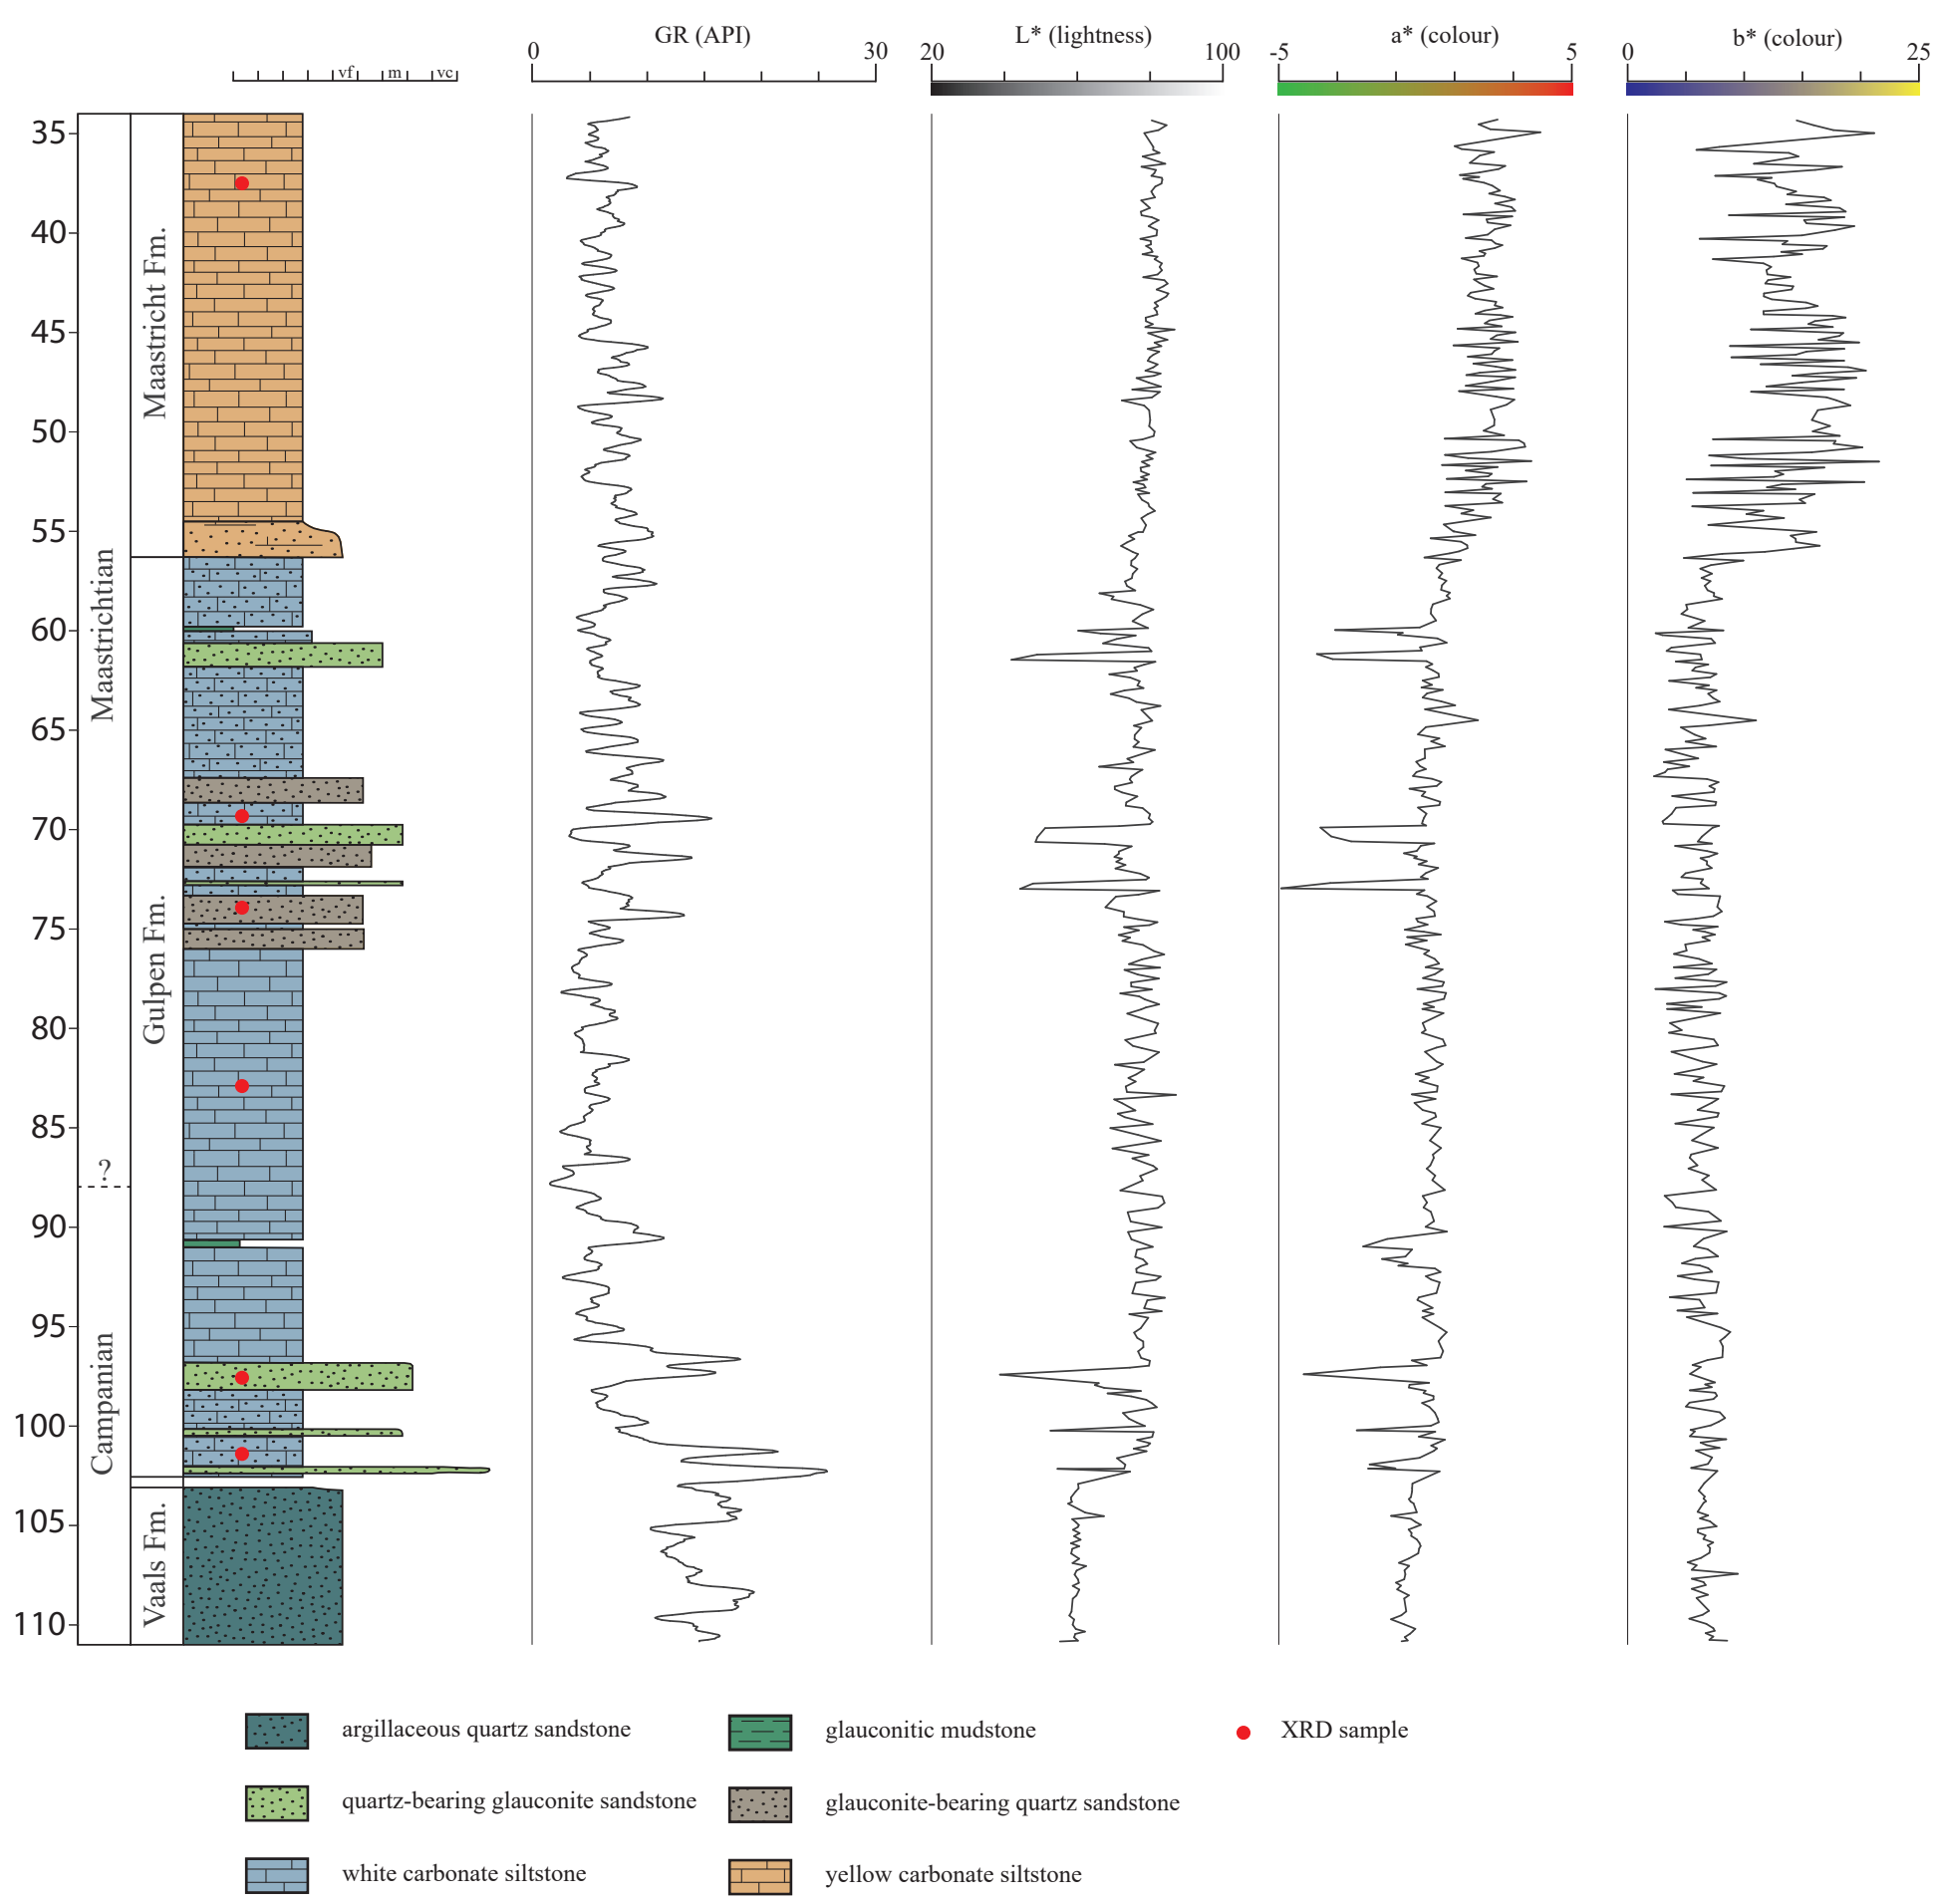 GR (API)
L* (lightness)
a* (colour)
b* (colour)
0 30
20 100
-5 5
0 25
vf m vc
35
40
45
50
55
60
65
70
75
80
85
90
95
100
105
110
Maastrichtian
?
Campanian
Maastricht Fm.
Gulpen Fm.
Vaals Fm.
argillaceous quartz sandstone
glauconitic mudstone
XRD sample
quartz-bearing glauconite sandstone
glauconite-bearing quartz sandstone
white carbonate siltstone
yellow carbonate siltstone